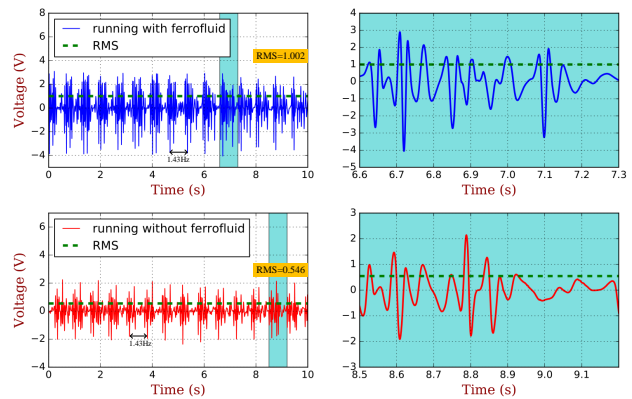 8
6
4
2
0
−2
−4
Voltage (V)
running with ferrofluid
RMS
RMS=1.002
1.43Hz
0 2 4 6 8 10
Time (s)
4
3
2
1
0
−1
−2
−3
−4
−5
6.6 6.7 6.8 6.9 7.0 7.1 7.2 7.3
Time (s)
6
4
2
0
−2
−4
Voltage (V)
running without ferrofluid
RMS
RMS=0.546
1.43Hz
0 2 4 6 8 10
Time (s)
3
2
1
0
−1
−2
−3
8.5 8.6 8.7 8.8 8.9 9.0 9.1
Time (s)